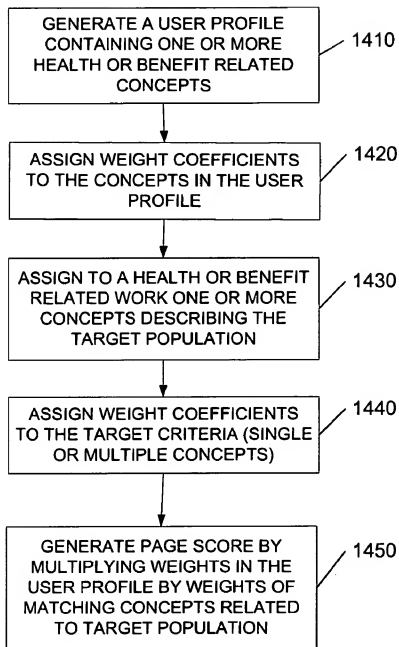 GENERATE A USER PROFILE
CONTAINING ONE OR MORE
HEALTH OR BENEFIT RELATED
CONCEPTS
1410
ASSIGN WEIGHT COEFFICIENTS
TO THE CONCEPTS IN THE USER
PROFILE
1420
ASSIGN TO A HEALTH OR BENEFIT
RELATED WORK ONE OR MORE
CONCEPTS DESCRIBING THE
TARGET POPULATION
1430
ASSIGN WEIGHT COEFFICIENTS
TO THE TARGET CRITERIA (SINGLE
OR MULTIPLE CONCEPTS)
1440
GENERATE PAGE SCORE BY
MULTIPLYING WEIGHTS IN THE
USER PROFILE BY WEIGHTS OF
MATCHING CONCEPTS RELATED
TO TARGET POPULATION
1450